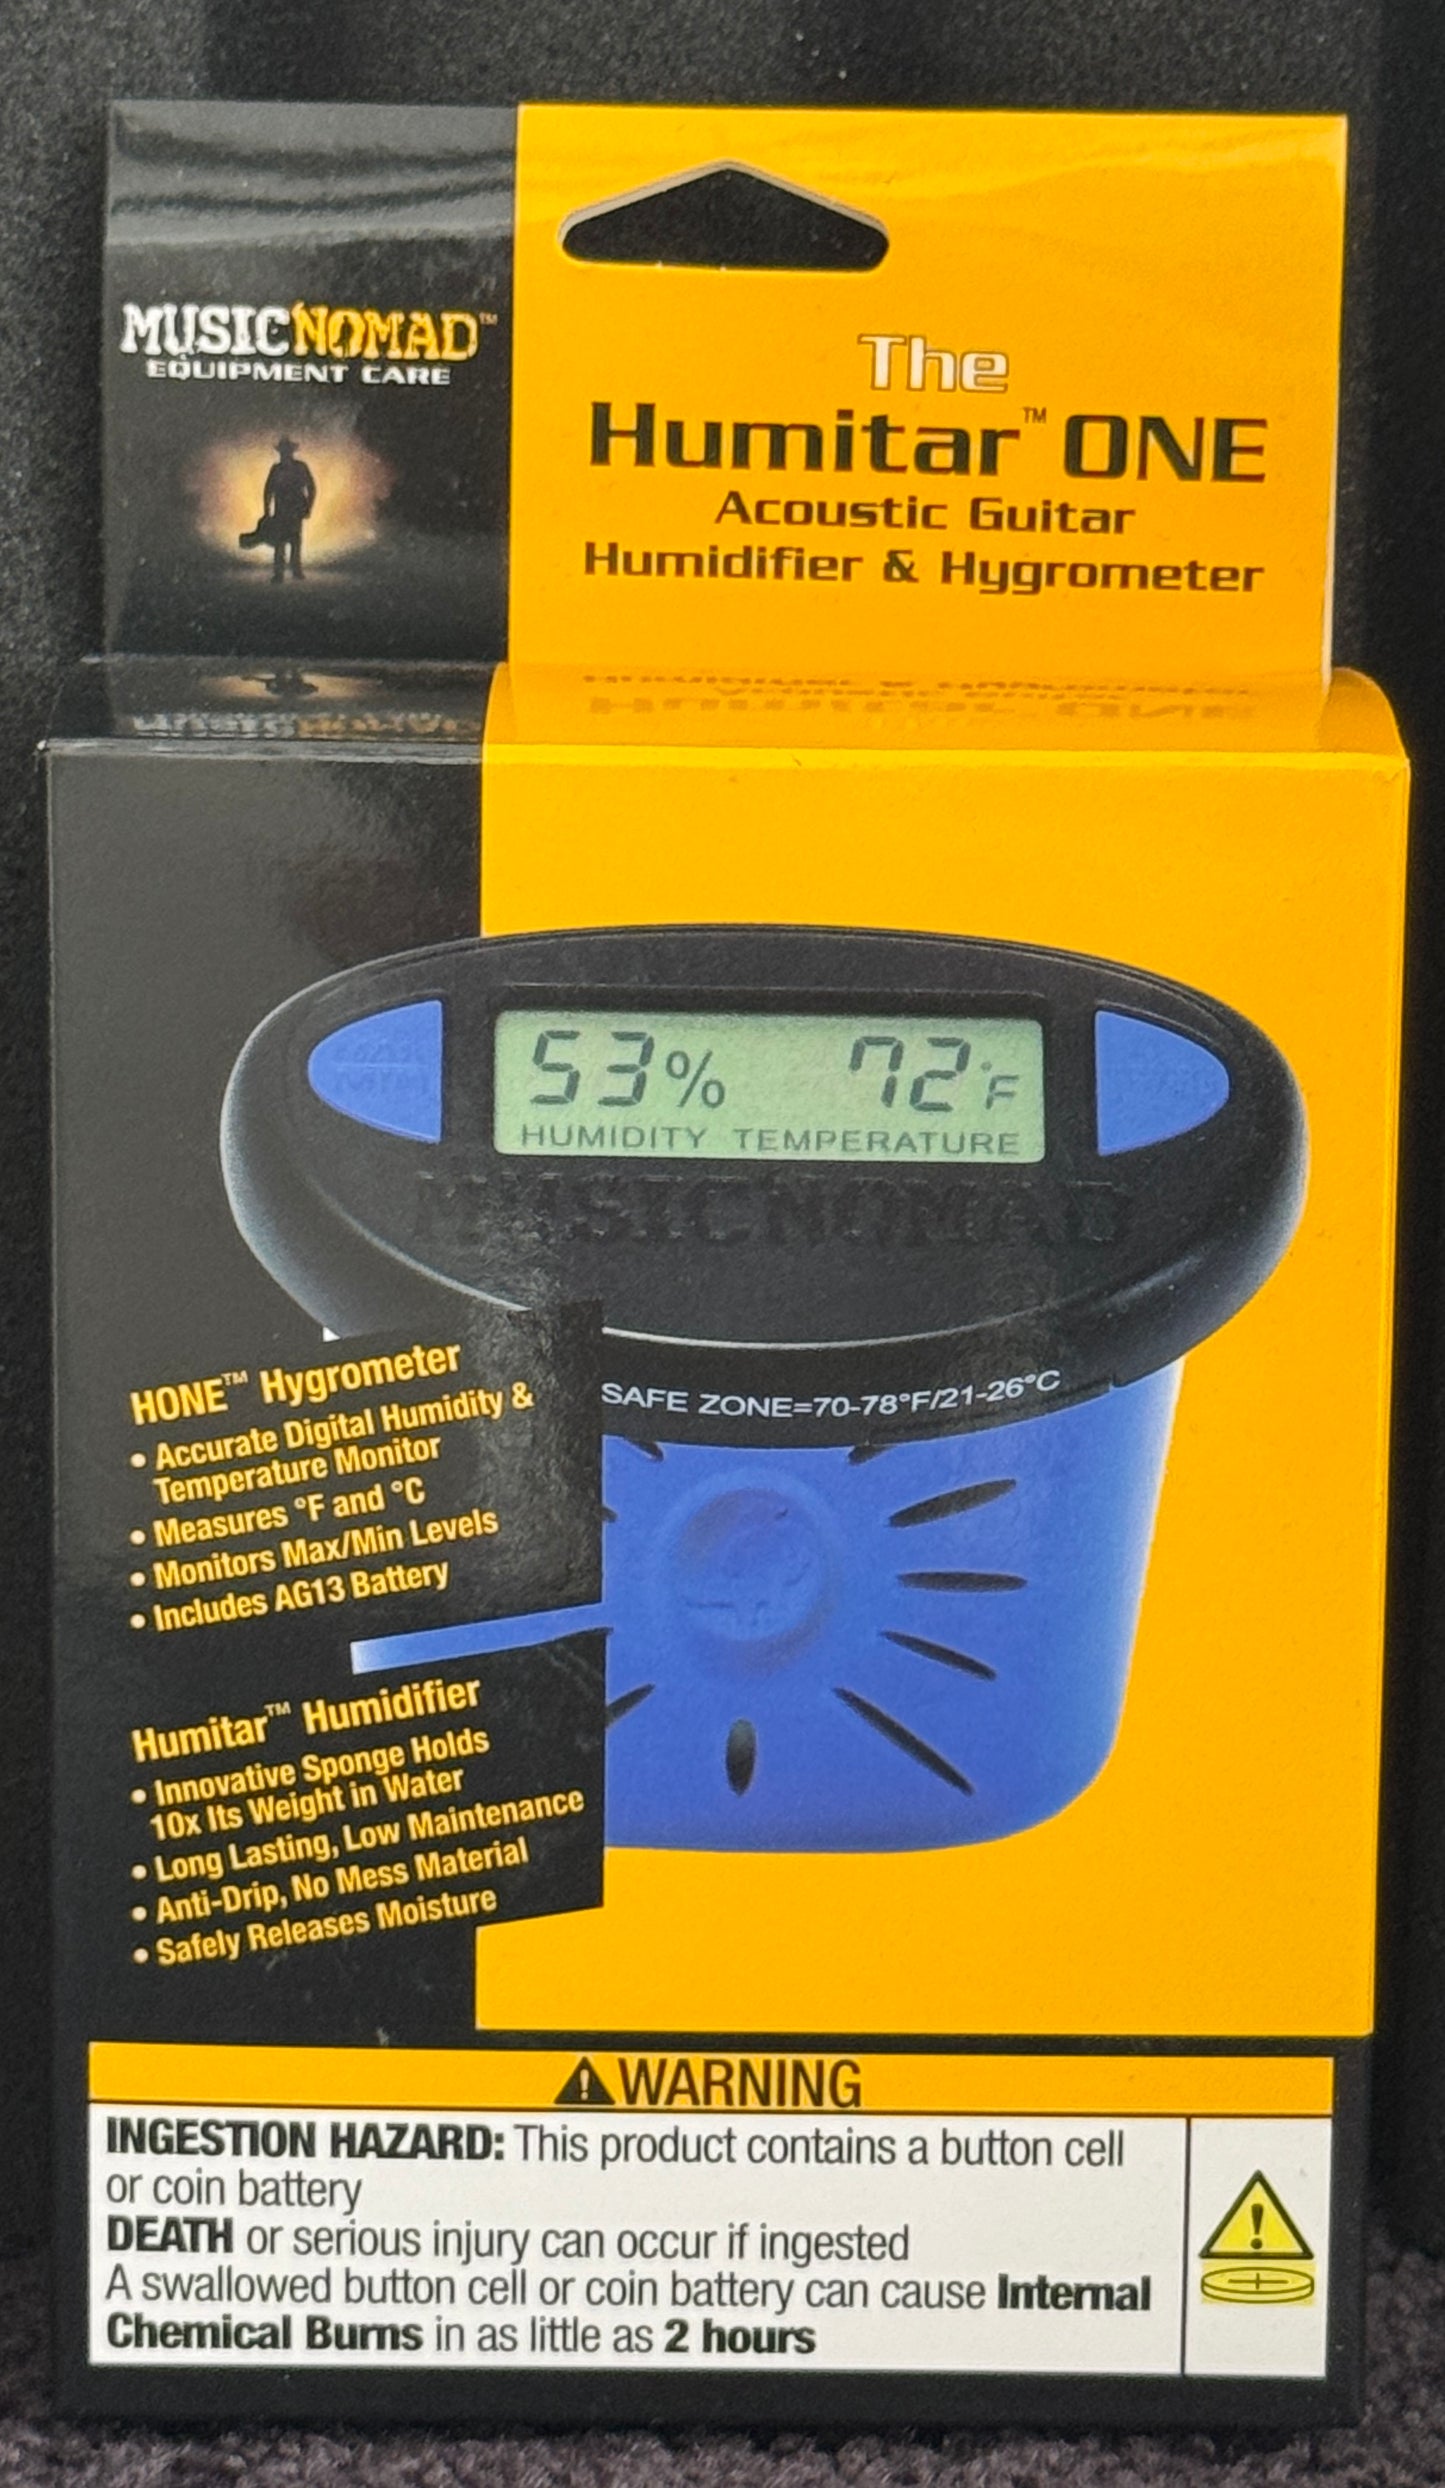 MUSICNOMAD™
EQUIPMENT CARE
The
Humitar™ ONE
Acoustic Guitar
Humidifier & Hygrometer
53% 72°F
HUMIDITY TEMPERATURE
MUSICNOMAD
SAFE ZONE=70-78°F/21-26°C
HONE™ Hygrometer
• Accurate Digital Humidity &
Temperature Monitor
• Measures °F and °C
• Monitors Max/Min Levels
• Includes AG13 Battery
Humitar™ Humidifier
• Innovative Sponge Holds
10x Its Weight in Water
• Long Lasting, Low Maintenance
• Anti-Drip, No Mess Material
• Safely Releases Moisture
WARNING
INGESTION HAZARD: This product contains a button cell
or coin battery
DEATH or serious injury can occur if ingested
A swallowed button cell or coin battery can cause Internal
Chemical Burns in as little as 2 hours